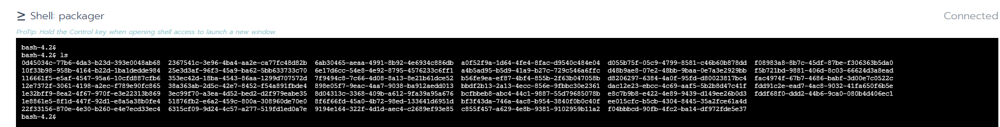 ≥ Shell: packager
Connected
ProTip: Hold the Control key when opening shell access to launch a new window.
bash-4.2$
bash-4.2$ ls
0d45034c-77b6-4da3-b23d-393e0048ab68  2367541c-3e96-4ba4-aa2e-ca77fc48d82b  6ab30465-aeaa-4991-8b92-4e6934c886db  a0f52f9a-1d64-4fe4-8fac-d9540c484e04  d055b75f-05c9-4799-8581-c46b60b878dd  f08983a8-8b7c-45df-87be-f306363b5da0
10f33b98-958b-4164-b22d-1ba1dedde984  25e3d3af-96f3-45a9-ba62-5bb633733c70  6e17d6cc-54e8-4e92-8795-4576233c6ff1  a4b5ad95-b5d9-41a9-b27c-729c546a6ffc  d48b9ae8-07e2-48bb-9baa-0e7a3e2929bb  f5b721bd-9881-406d-8c03-66624d3a8ead
116661f5-e5af-4547-95a6-10cfd887cfb6  353ec42d-18ba-4543-86aa-1299d707572d  7f9494c8-7c66-4d08-8a13-8e21b61dce52  b56fe9ea-ef87-4bf4-855b-2f63b047058b  d8206297-6384-4a0f-95fd-d80023817bc4  fac4974f-67b7-4686-babf-3d00e7c0522c
12e7372f-3061-4198-a2ec-f789e90fc865  38a363ab-2d5c-42e7-8452-f54a891fbde4  898e05f7-9eac-4aa7-9038-ba912aedd013  bbdf2b13-2a13-4ecc-856e-9fbbc30e2361  dac12e23-ebcc-4c69-aaf5-5b2b8d47c41f  fdd91c2e-ead7-4ac8-9032-41fa650f6b5e
1e32bff9-8ea2-4f67-970f-e3e22313b869  3ec99f70-a3ea-4d52-bed2-d2f979eabe35  8d04313c-3368-409b-a612-9fa39a95a676  bcfbbeb8-abc4-44c1-9887-55d79685078b  e8c7b9b8-e422-4e89-9439-d149ee26b0d3  fddf68f0-ddd2-44b6-9ca0-080b4d406ec1
1e8861e5-8f1d-447f-92d1-e8a5a38b0fe4  51876fb2-e6a2-459c-800a-308960de70e0  8f6f66fd-45a0-4b72-98ed-133641d6951d  bf3f43da-746a-4ac8-b954-3840f0b0c40f  ee015cfc-b5cb-4304-8445-35a2fce61a4d
22f33156-870e-4e30-b260-e4e7ecd33ec4  6315cf09-9d24-4c57-a277-519fd1ed0a7e  9194e164-322f-4d1d-aec4-c2689ef93e85  c855f457-a629-4e8b-9381-9102959b11a2  f04bbbcd-90fb-4fc2-ba14-df972fde5e37
bash-4.2$